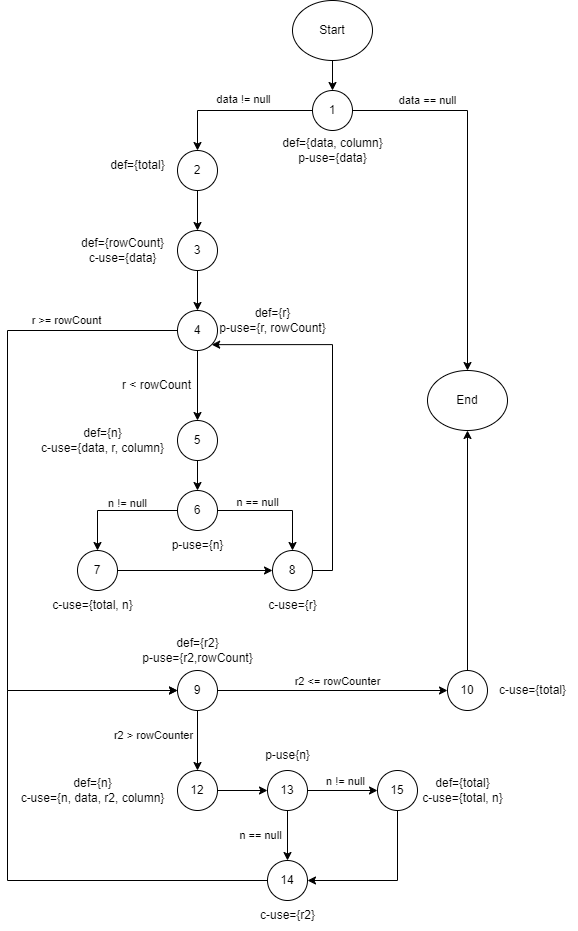 Start
data != null
1
data == null
def={data, column}
p-use={data}
def={total}
2
def={rowCount}
c-use={data}
3
def={r}
p-use={r, rowCount}
r >= rowCount
4
r < rowCount
End
def={n}
c-use={data, r, column}
5
n != null
6
n == null
p-use={n}
7
8
c-use={total, n}
c-use={r}
def={r2}
p-use={r2,rowCount}
9
r2 <= rowCounter
10
c-use={total}
r2 > rowCounter
p-use{n}
def={n}
c-use={n, data, r2, column}
12
13
n != null
15
def={total}
c-use={total, n}
n == null
14
c-use={r2}